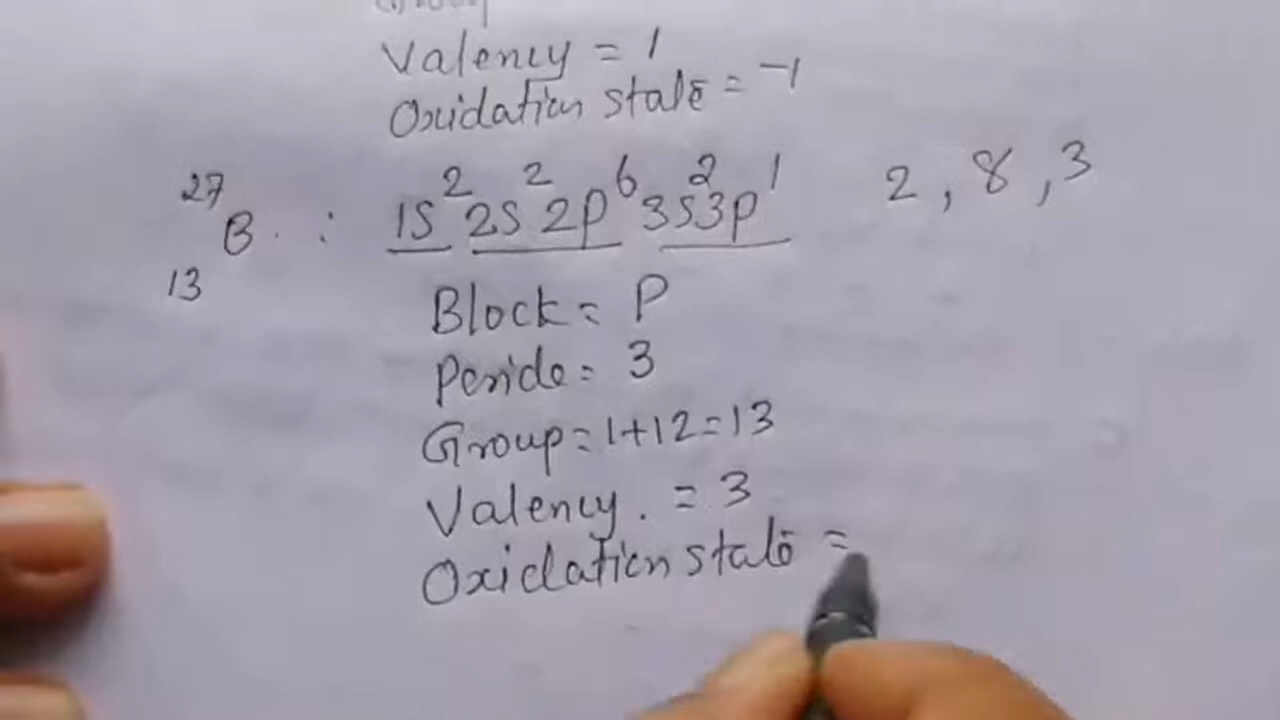 Valency = 1
Oxidation state = -1
27 13 B. : 1S² 2S² 2p⁶ 3S² 3p¹ 2, 8, 3
Block = P
Peride = 3
Group = 1+12=13
Valency. = 3
Oxidation state =